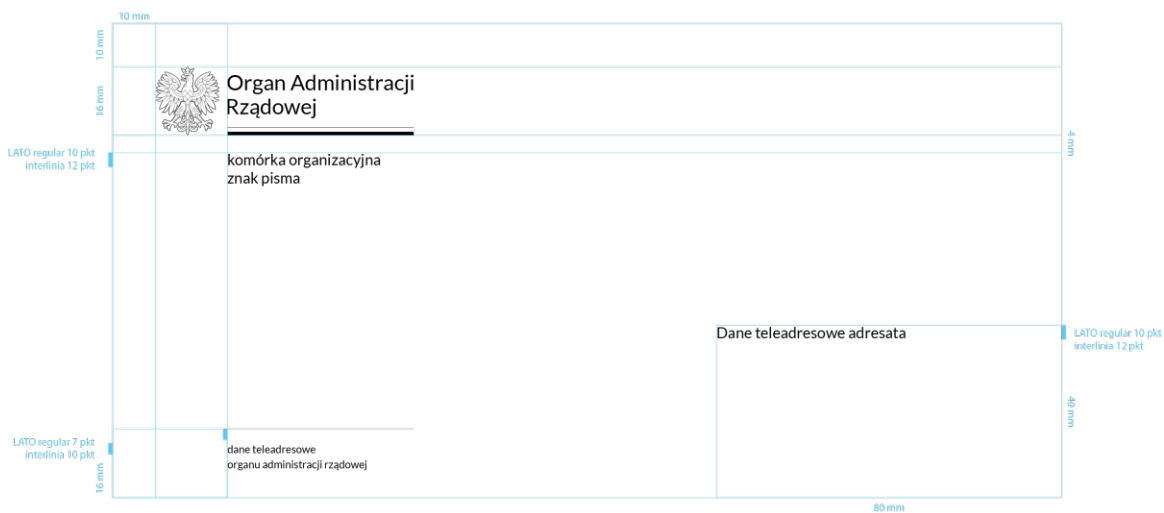 10 mm
10 mm
Organ Administracji
Rządowej
16 mm
4 mm
LATO regular 10 pkt
interlinia 12 pkt
komórka organizacyjna
znak pisma
Dane teleadresowe adresata
LATO regular 10 pkt
interlinia 12 pkt
40 mm
LATO regular 7 pkt
interlinia 10 pkt
dane teleadresowe
organu administracji rządowej
16 mm
80 mm